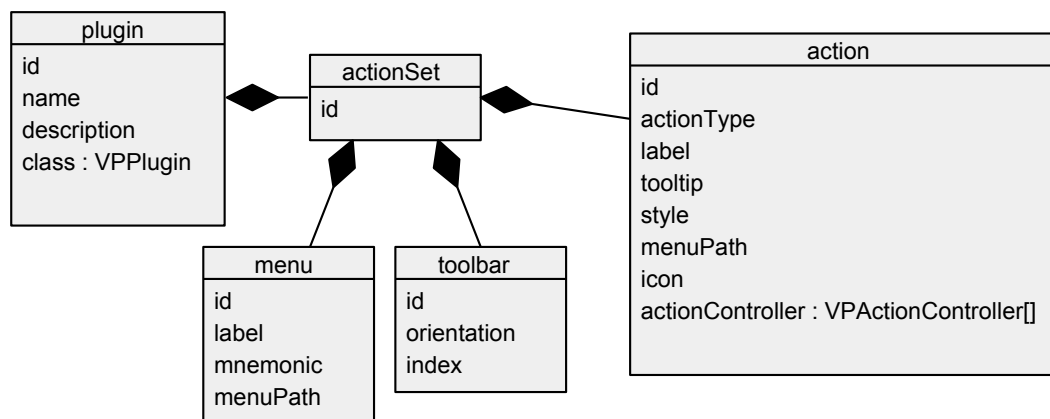 plugin
id
name
description
class : VPPlugin
actionSet
id
action
id
actionType
label
tooltip
style
menuPath
icon
actionController : VPActionController[]
menu
id
label
mnemonic
menuPath
toolbar
id
orientation
index